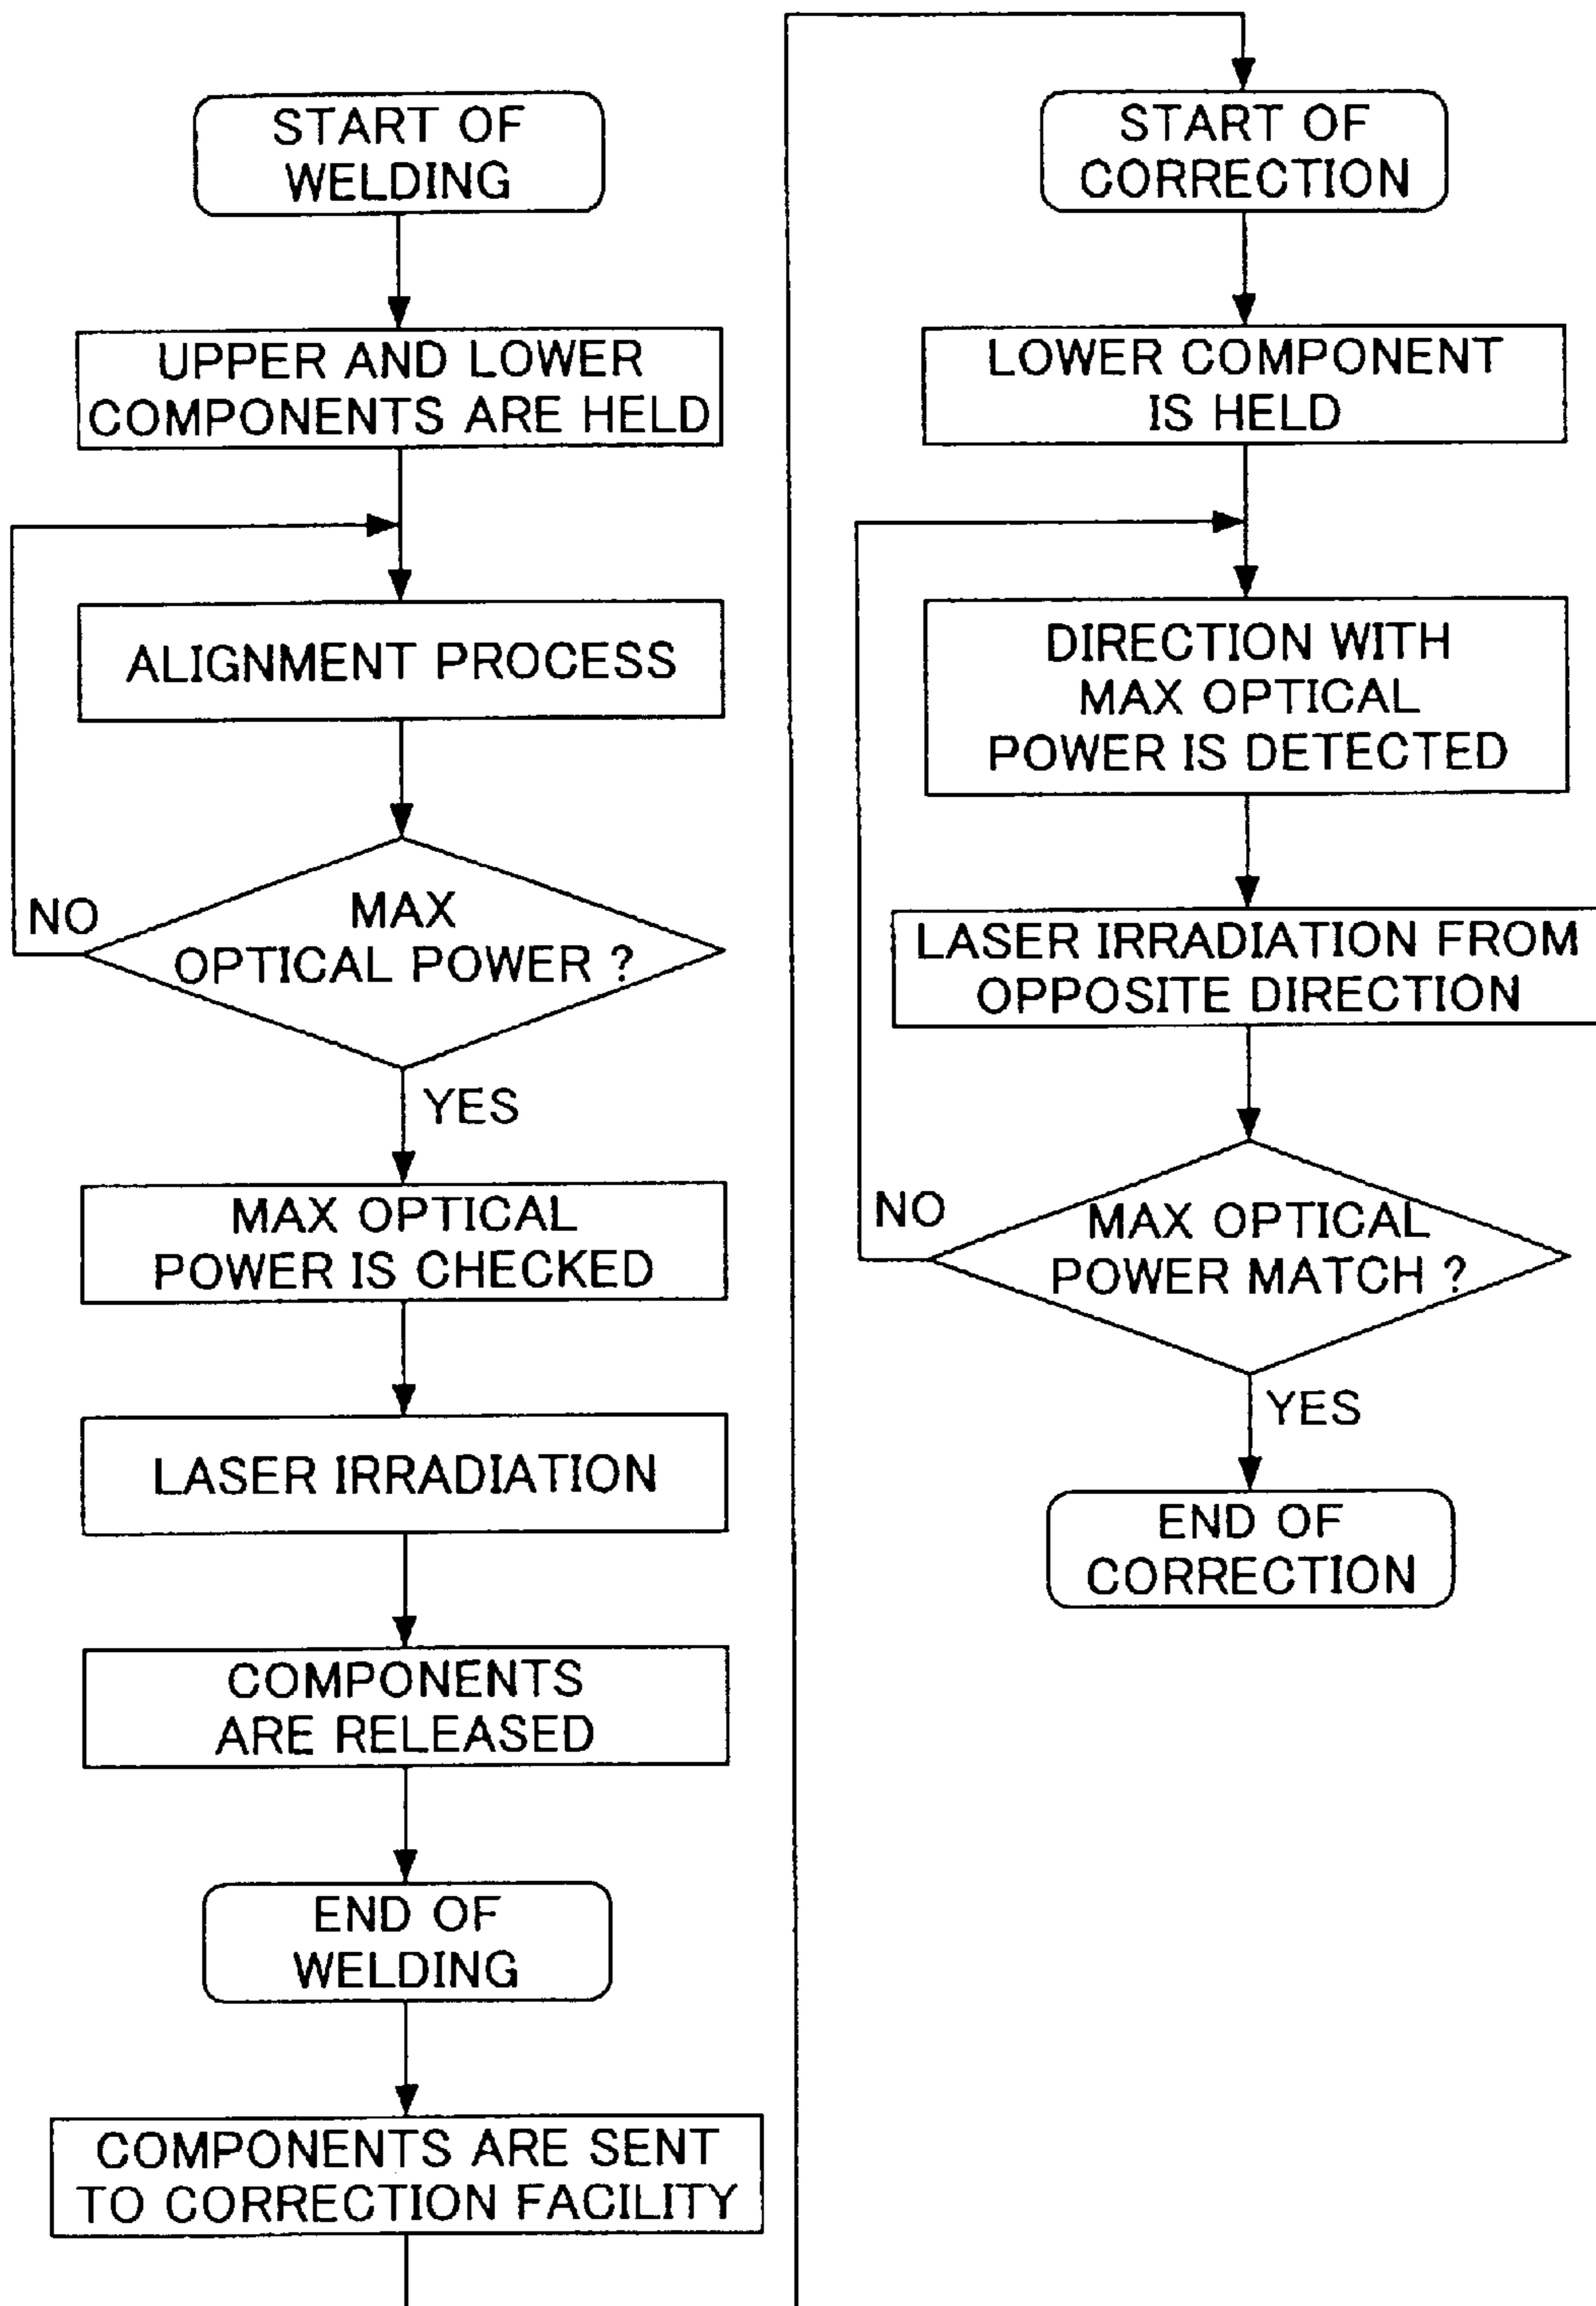 START OF
WELDING
UPPER AND LOWER
COMPONENTS ARE HELD
ALIGNMENT PROCESS
MAX
OPTICAL POWER ?
NO
YES
MAX OPTICAL
POWER IS CHECKED
LASER IRRADIATION
COMPONENTS
ARE RELEASED
END OF
WELDING
COMPONENTS ARE SENT
TO CORRECTION FACILITY
START OF
CORRECTION
LOWER COMPONENT
IS HELD
DIRECTION WITH
MAX OPTICAL
POWER IS DETECTED
LASER IRRADIATION FROM
OPPOSITE DIRECTION
NO
MAX OPTICAL
POWER MATCH ?
YES
END OF
CORRECTION